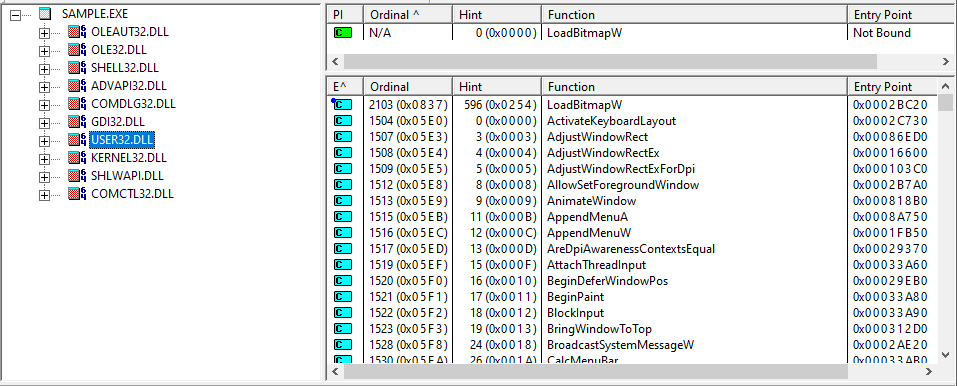 SAMPLE.EXE
OLEAUT32.DLL
OLE32.DLL
SHELL32.DLL
ADVAPI32.DLL
COMDLG32.DLL
GDI32.DLL
USER32.DLL
KERNEL32.DLL
SHLWAPI.DLL
COMCTL32.DLL
PI Ordinal ^ Hint Function Entry Point
C N/A 0 (0x0000) LoadBitmapW Not Bound
E^ Ordinal Hint Function Entry Point
C 2103 (0x0837) 596 (0x0254) LoadBitmapW 0x0002BC20
C 1504 (0x05E0) 0 (0x0000) ActivateKeyboardLayout 0x0002C730
C 1507 (0x05E3) 3 (0x0003) AdjustWindowRect 0x00086ED0
C 1508 (0x05E4) 4 (0x0004) AdjustWindowRectEx 0x00016600
C 1509 (0x05E5) 5 (0x0005) AdjustWindowRectExForDpi 0x000103C0
C 1512 (0x05E8) 8 (0x0008) AllowSetForegroundWindow 0x0002B7A0
C 1513 (0x05E9) 9 (0x0009) AnimateWindow 0x000818B0
C 1515 (0x05EB) 11 (0x000B) AppendMenuA 0x0008A750
C 1516 (0x05EC) 12 (0x000C) AppendMenuW 0x0001FB50
C 1517 (0x05ED) 13 (0x000D) AreDpiAwarenessContextsEqual 0x00029370
C 1519 (0x05EF) 15 (0x000F) AttachThreadInput 0x00033A60
C 1520 (0x05F0) 16 (0x0010) BeginDeferWindowPos 0x00029EB0
C 1521 (0x05F1) 17 (0x0011) BeginPaint 0x00033A80
C 1522 (0x05F2) 18 (0x0012) BlockInput 0x00033A90
C 1523 (0x05F3) 19 (0x0013) BringWindowToTop 0x000312D0
C 1528 (0x05F8) 24 (0x0018) BroadcastSystemMessageW 0x0002AE20
C 1530 (0x05FA) 26 (0x001A) CalcMenuBar 0x00033AB0